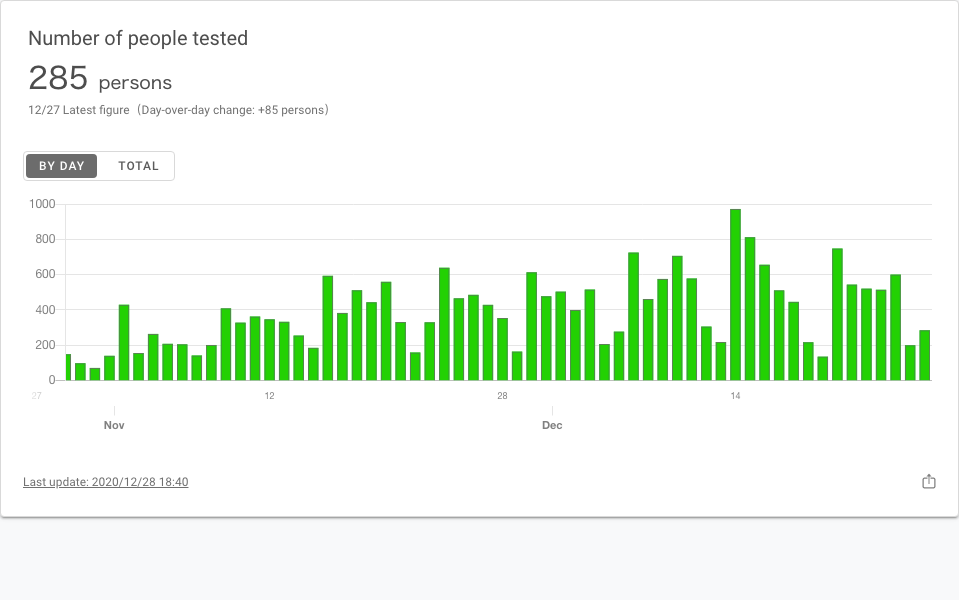 Number of people tested
285 persons
12/27 Latest figure（Day-over-day change: +85 persons）
BY DAY TOTAL
1000
800
600
400
200
0
27 12 28 14
Nov Dec
Last update: 2020/12/28 18:40